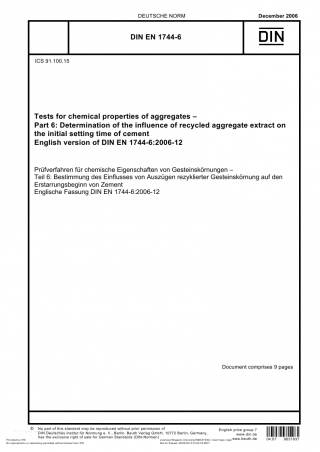 DEUTSCHE NORM
December 2006
DIN EN 1744-6
DIN
ICS 91.100.15
Tests for chemical properties of aggregates –
Part 6: Determination of the influence of recycled aggregate extract on
the initial setting time of cement
English version of DIN EN 1744-6:2006-12
Prüfverfahren für chemische Eigenschaften von Gesteinskörnungen –
Teil 6: Bestimmung des Einflusses von Auszügen rezyklierter Gesteinskörnung auf den
Erstarrungsbeginn von Zement
Englische Fassung DIN EN 1744-6:2006-12
Document comprises 9 pages
© No part of this standard may be reproduced without prior permission of
DIN Deutsches Institut für Normung e. V., Berlin. Beuth Verlag GmbH, 10772 Berlin, Germany,
has the exclusive right of sale for German Standards (DIN-Normen).
English price group 7
www.din.de
www.beuth.de
04.07